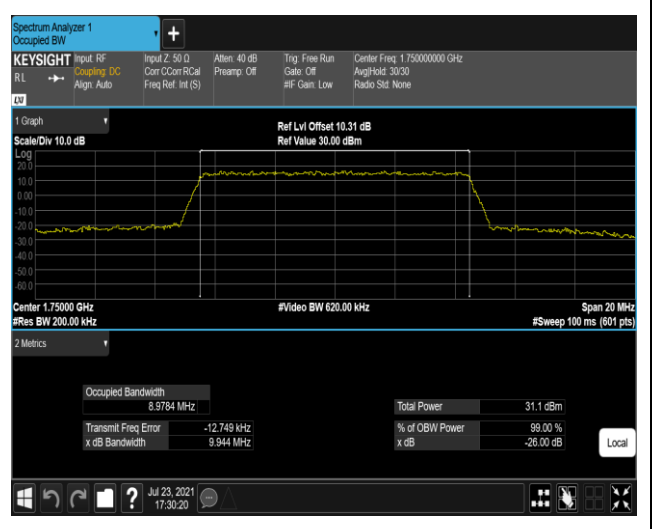 Spectrum Analyzer 1
Occupied BW
KEYSIGHT
RL
LXI
Input: RF
Coupling: DC
Align: Auto
Input Z: 50 Ω
Corr CCorr RCal
Freq Ref: Int (S)
Atten: 40 dB
Preamp: Off
Trig: Free Run
Gate: Off
#IF Gain: Low
Center Freq: 1.750000000 GHz
Avg|Hold: 30/30
Radio Std: None
1 Graph
Scale/Div 10.0 dB
Ref Lvl Offset 10.31 dB
Ref Value 30.00 dBm
Log
20.0
10.0
0.00
-10.0
-20.0
-30.0
-40.0
-50.0
-60.0
Center 1.75000 GHz
#Res BW 200.00 kHz
#Video BW 620.00 kHz
Span 20 MHz
#Sweep 100 ms (601 pts)
2 Metrics
Occupied Bandwidth
8.9784 MHz
Transmit Freq Error -12.749 kHz
x dB Bandwidth 9.944 MHz
Total Power 31.1 dBm
% of OBW Power 99.00 %
x dB -26.00 dB
Local
?
Jul 23, 2021
17:30:20